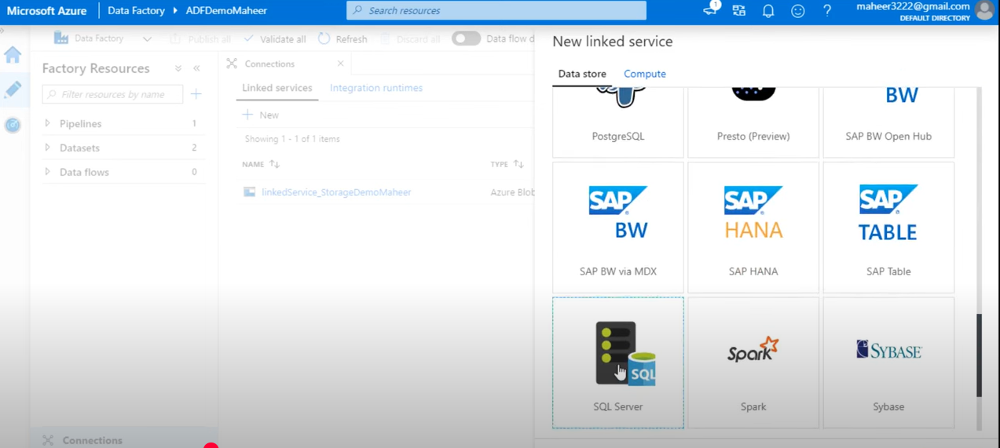 Microsoft Azure
Data Factory
ADFDemoMaheer
Search resources
1
maheer3222@gmail.com
DEFAULT DIRECTORY
Data Factory
Publish all
Validate all
Refresh
Discard all
Data flow d
Factory Resources
Filter resources by name
Pipelines 1
Datasets 2
Data flows 0
Connections
Connections
Linked services
Integration runtimes
New
Showing 1 - 1 of 1 items
NAME
TYPE
linkedService_StorageDemoMaheer
Azure Blob
New linked service
Data store
Compute
BW
PostgreSQL
Presto (Preview)
SAP BW Open Hub
SAP
BW
SAP
HANA
SAP
TABLE
SAP BW via MDX
SAP HANA
SAP Table
SQL
Spark
SYBASE
SQL Server
Spark
Sybase